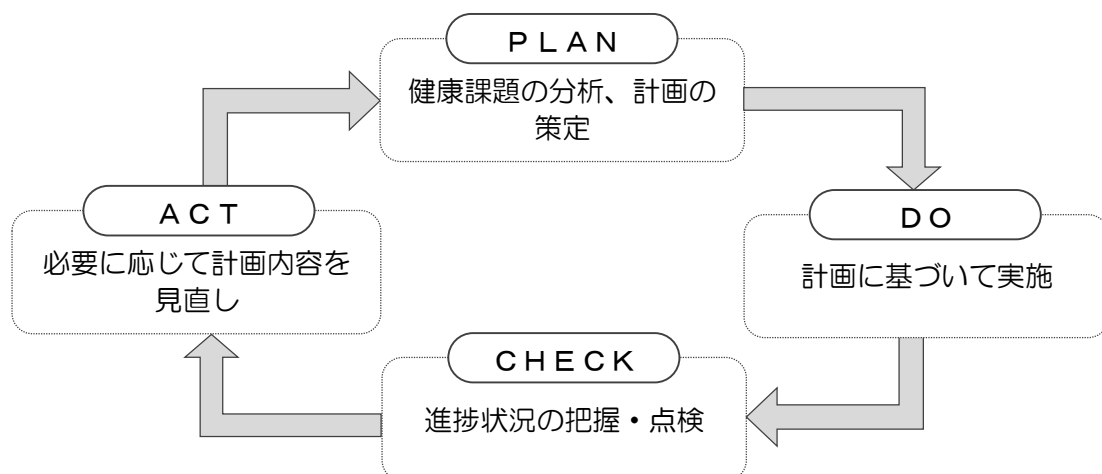 ＰＬＡＮ
健康課題の分析、計画の
策定
ＡＣＴ
必要に応じて計画内容を
見直し
ＤＯ
計画に基づいて実施
ＣＨＥＣＫ
進捗状況の把握・点検